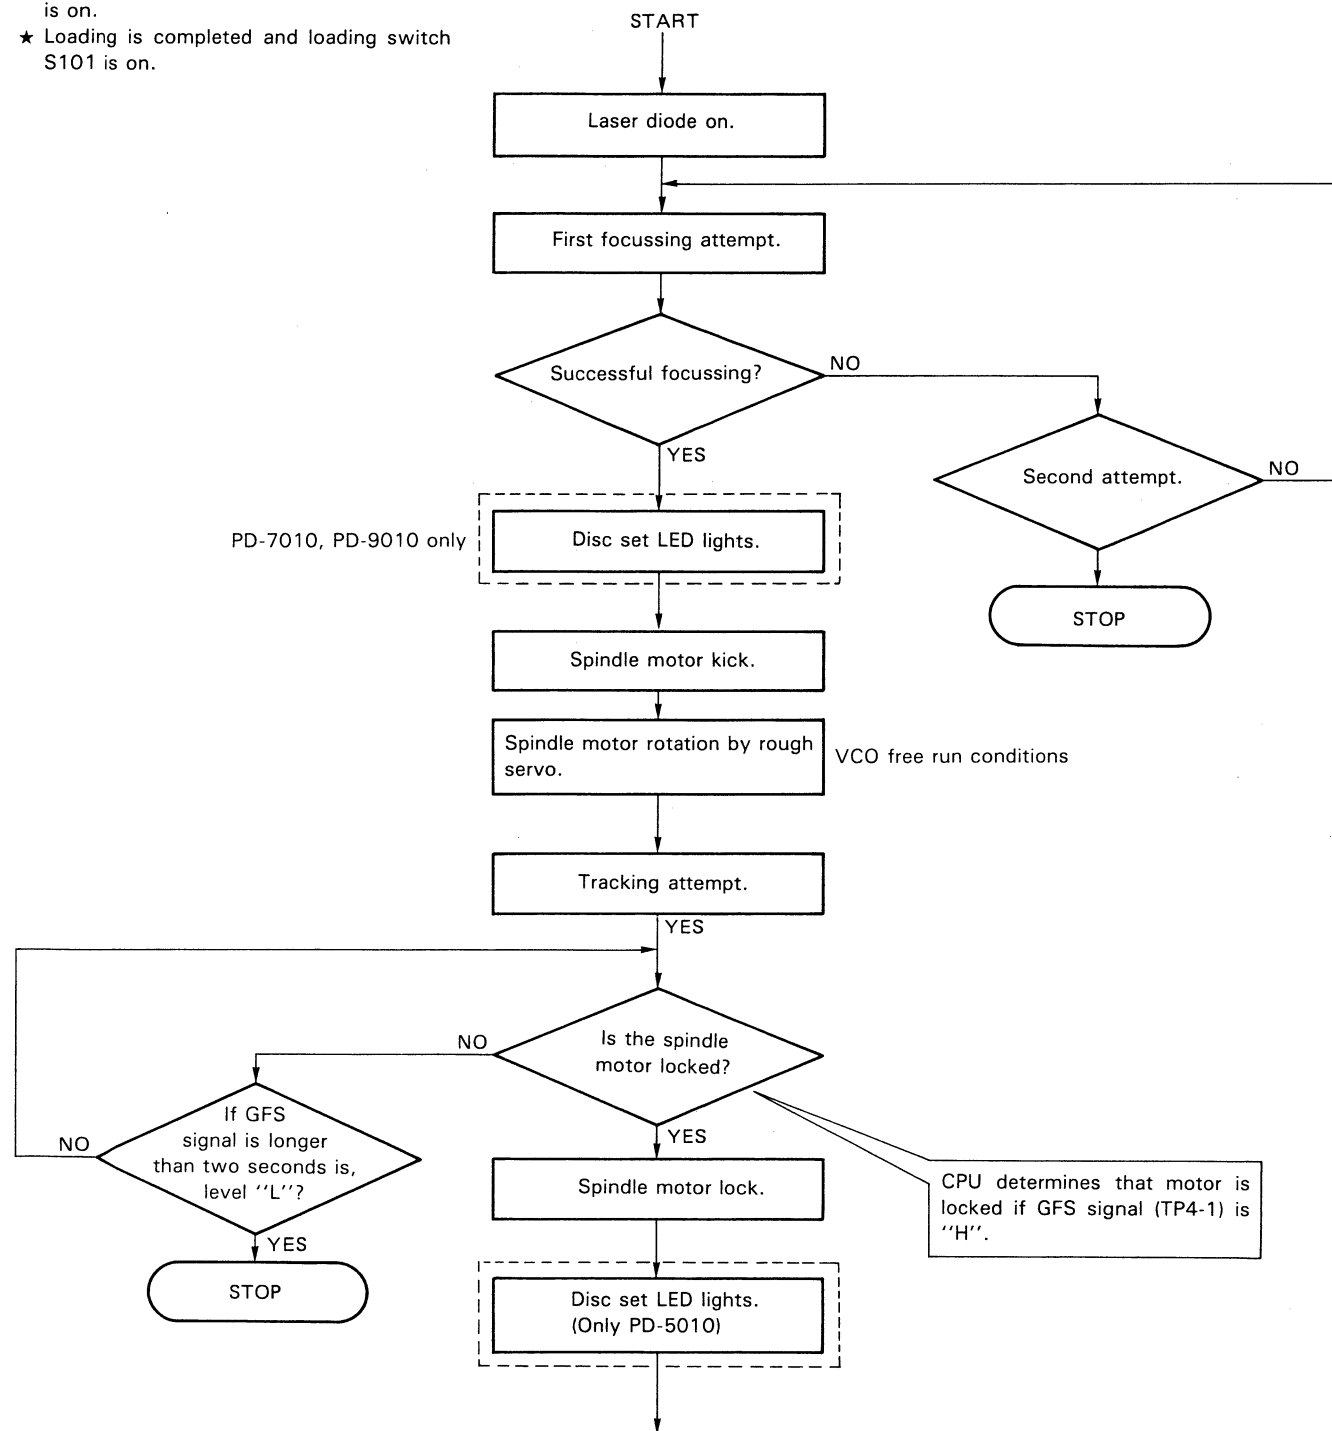 is on.
★ Loading is completed and loading switch
S101 is on.
START
Laser diode on.
First focussing attempt.
Successful focussing?
NO
YES
Second attempt.
NO
STOP
PD-7010, PD-9010 only
Disc set LED lights.
Spindle motor kick.
Spindle motor rotation by rough
servo.
VCO free run conditions
Tracking attempt.
YES
Is the spindle
motor locked?
NO
YES
If GFS
signal is longer
than two seconds is,
level ''L''?
NO
YES
STOP
CPU determines that motor is
locked if GFS signal (TP4-1) is
''H''.
Spindle motor lock.
Disc set LED lights.
(Only PD-5010)